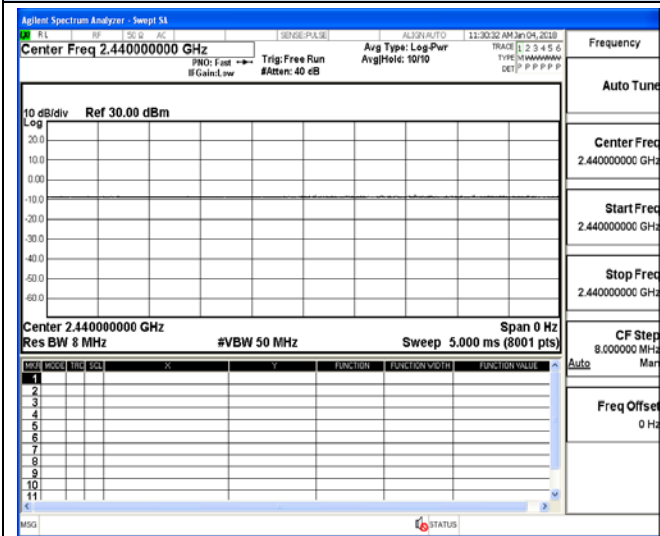 Agilent Spectrum Analyzer - Swept SA
RL RF 50 Ω AC SENSE:PULSE ALIGNAUTO 11:30:32 AM Jan 04, 2018
Center Freq 2.440000000 GHz
PNO: Fast
IFGain:Low
Trig: Free Run
#Atten: 40 dB
Avg Type: Log-Pwr
Avg|Hold: 10/10
TRACE 1 2 3 4 5 6
TYPE MWWWWW
DET P P P P P P
10 dB/div Ref 30.00 dBm
Log
20.0
10.0
0.00
-10.0
-20.0
-30.0
-40.0
-50.0
-60.0
Center 2.440000000 GHz Span 0 Hz
Res BW 8 MHz #VBW 50 MHz Sweep 5.000 ms (8001 pts)
MKR MODE TRC SCL X Y FUNCTION FUNCTION WIDTH FUNCTION VALUE
1
2
3
4
5
6
7
8
9
10
11
MSG STATUS
Frequency
Auto Tune
Center Freq
2.440000000 GHz
Start Freq
2.440000000 GHz
Stop Freq
2.440000000 GHz
CF Step
8.000000 MHz
Auto Man
Freq Offset
0 Hz